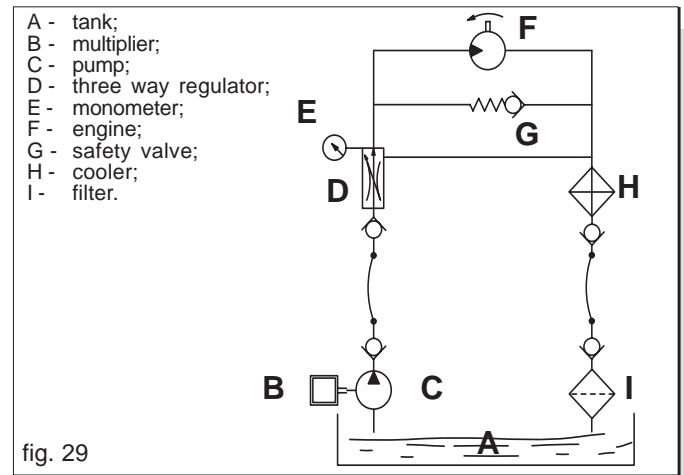 A - tank;
B - multiplier;
C - pump;
D - three way regulator;
E - monometer;
F - engine;
G - safety valve;
H - cooler;
I - filter.
F
E
G
D
H
B
C
I
A
fig. 29